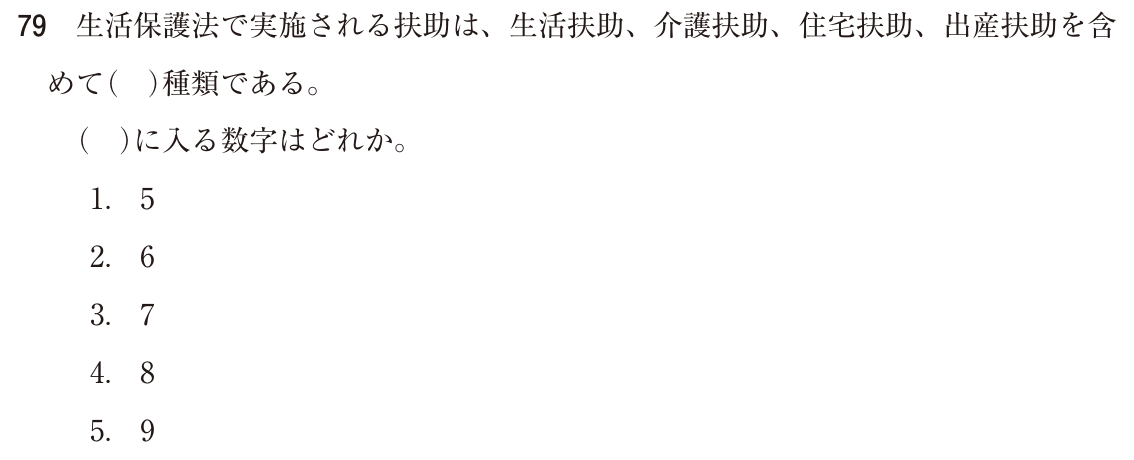 79　生活保護法で実施される扶助は、生活扶助、介護扶助、住宅扶助、出産扶助を含
めて(　)種類である。
(　)に入る数字はどれか。
1.　5
2.　6
3.　7
4.　8
5.　9